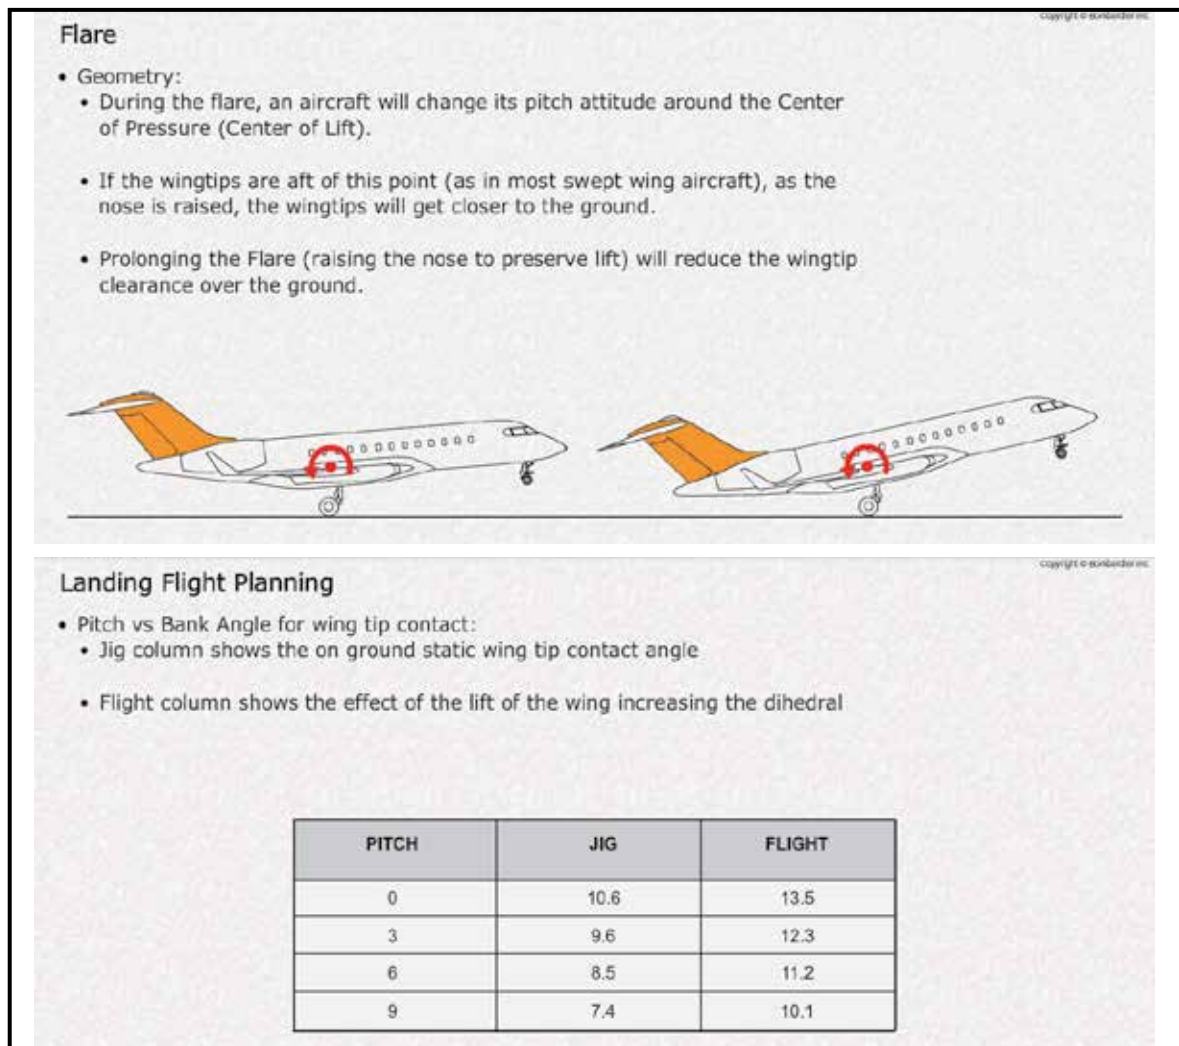 Copyright © Bombardier Inc.
Flare
• Geometry:
• During the flare, an aircraft will change its pitch attitude around the Center
of Pressure (Center of Lift).
• If the wingtips are aft of this point (as in most swept wing aircraft), as the
nose is raised, the wingtips will get closer to the ground.
• Prolonging the Flare (raising the nose to preserve lift) will reduce the wingtip
clearance over the ground.
Copyright © Bombardier Inc.
Landing Flight Planning
• Pitch vs Bank Angle for wing tip contact:
• Jig column shows the on ground static wing tip contact angle
• Flight column shows the effect of the lift of the wing increasing the dihedral
PITCH JIG FLIGHT
0 10.6 13.5
3 9.6 12.3
6 8.5 11.2
9 7.4 10.1